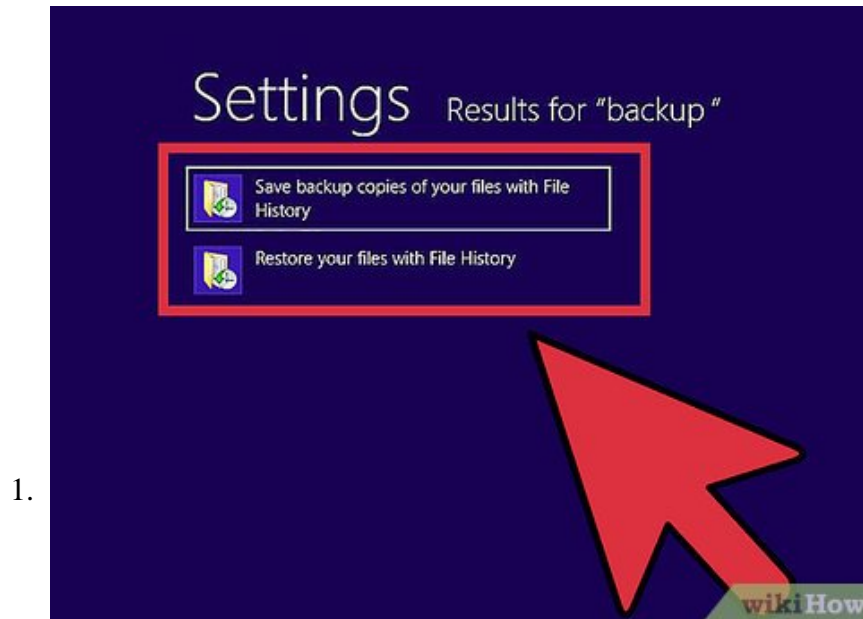 Settings Results for "backup"
Save backup copies of your files with File
History
Restore your files with File History
1.
wikiHow